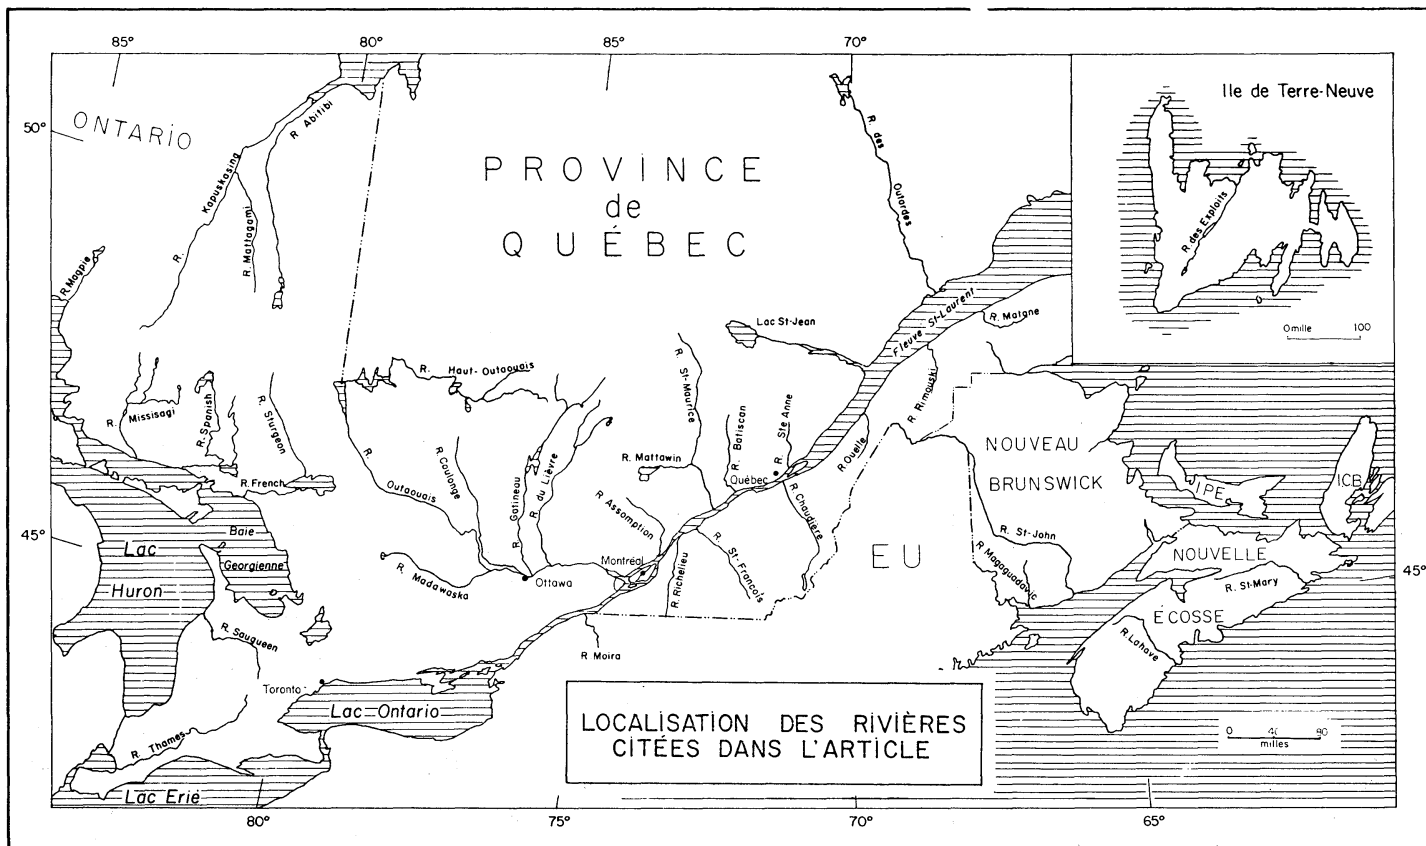 85°
80°
85°
70°
Ile de Terre-Neuve
R. des Exploits
0 mille 100
50°
ONTARIO
R. Abitibi
R. Kapuskasing
R. Mattagami
R. Magpie
PROVINCE
de
QUÉBEC
R. des Outardes
Fleuve St-Laurent
R. Matane
Lac St-Jean
R. Haut-Outaouais
R. St-Maurice
R. Rimouski
R. Missisagi
R. Spanish
R. Sturgeon
R. Batiscan
R. Ste Anne
R. Ouelle
R. Mattawin
Québec
R. Outaouais
R. Coulonge
Gatineau
R.
R. du Lièvre
R. French
R. Assomption
R. Chaudière
NOUVEAU
BRUNSWICK
IPE
ICB
45°
Lac
Huron
Baie
Georgienne
R. Madawaska
Ottawa
Montréal
R. Richelieu
R. St-François
EU
R. St-John
R. Magaguadavic
NOUVELLE
ECOSSE
R. St-Mary
R. Lahave
45°
R. Saugueen
R. Moira
Toronto
Lac Ontario
R. Thames
Lac Erié
LOCALISATION DES RIVIÈRES
CITÉES DANS L'ARTICLE
0 40 80
milles
80°
75°
70°
65°